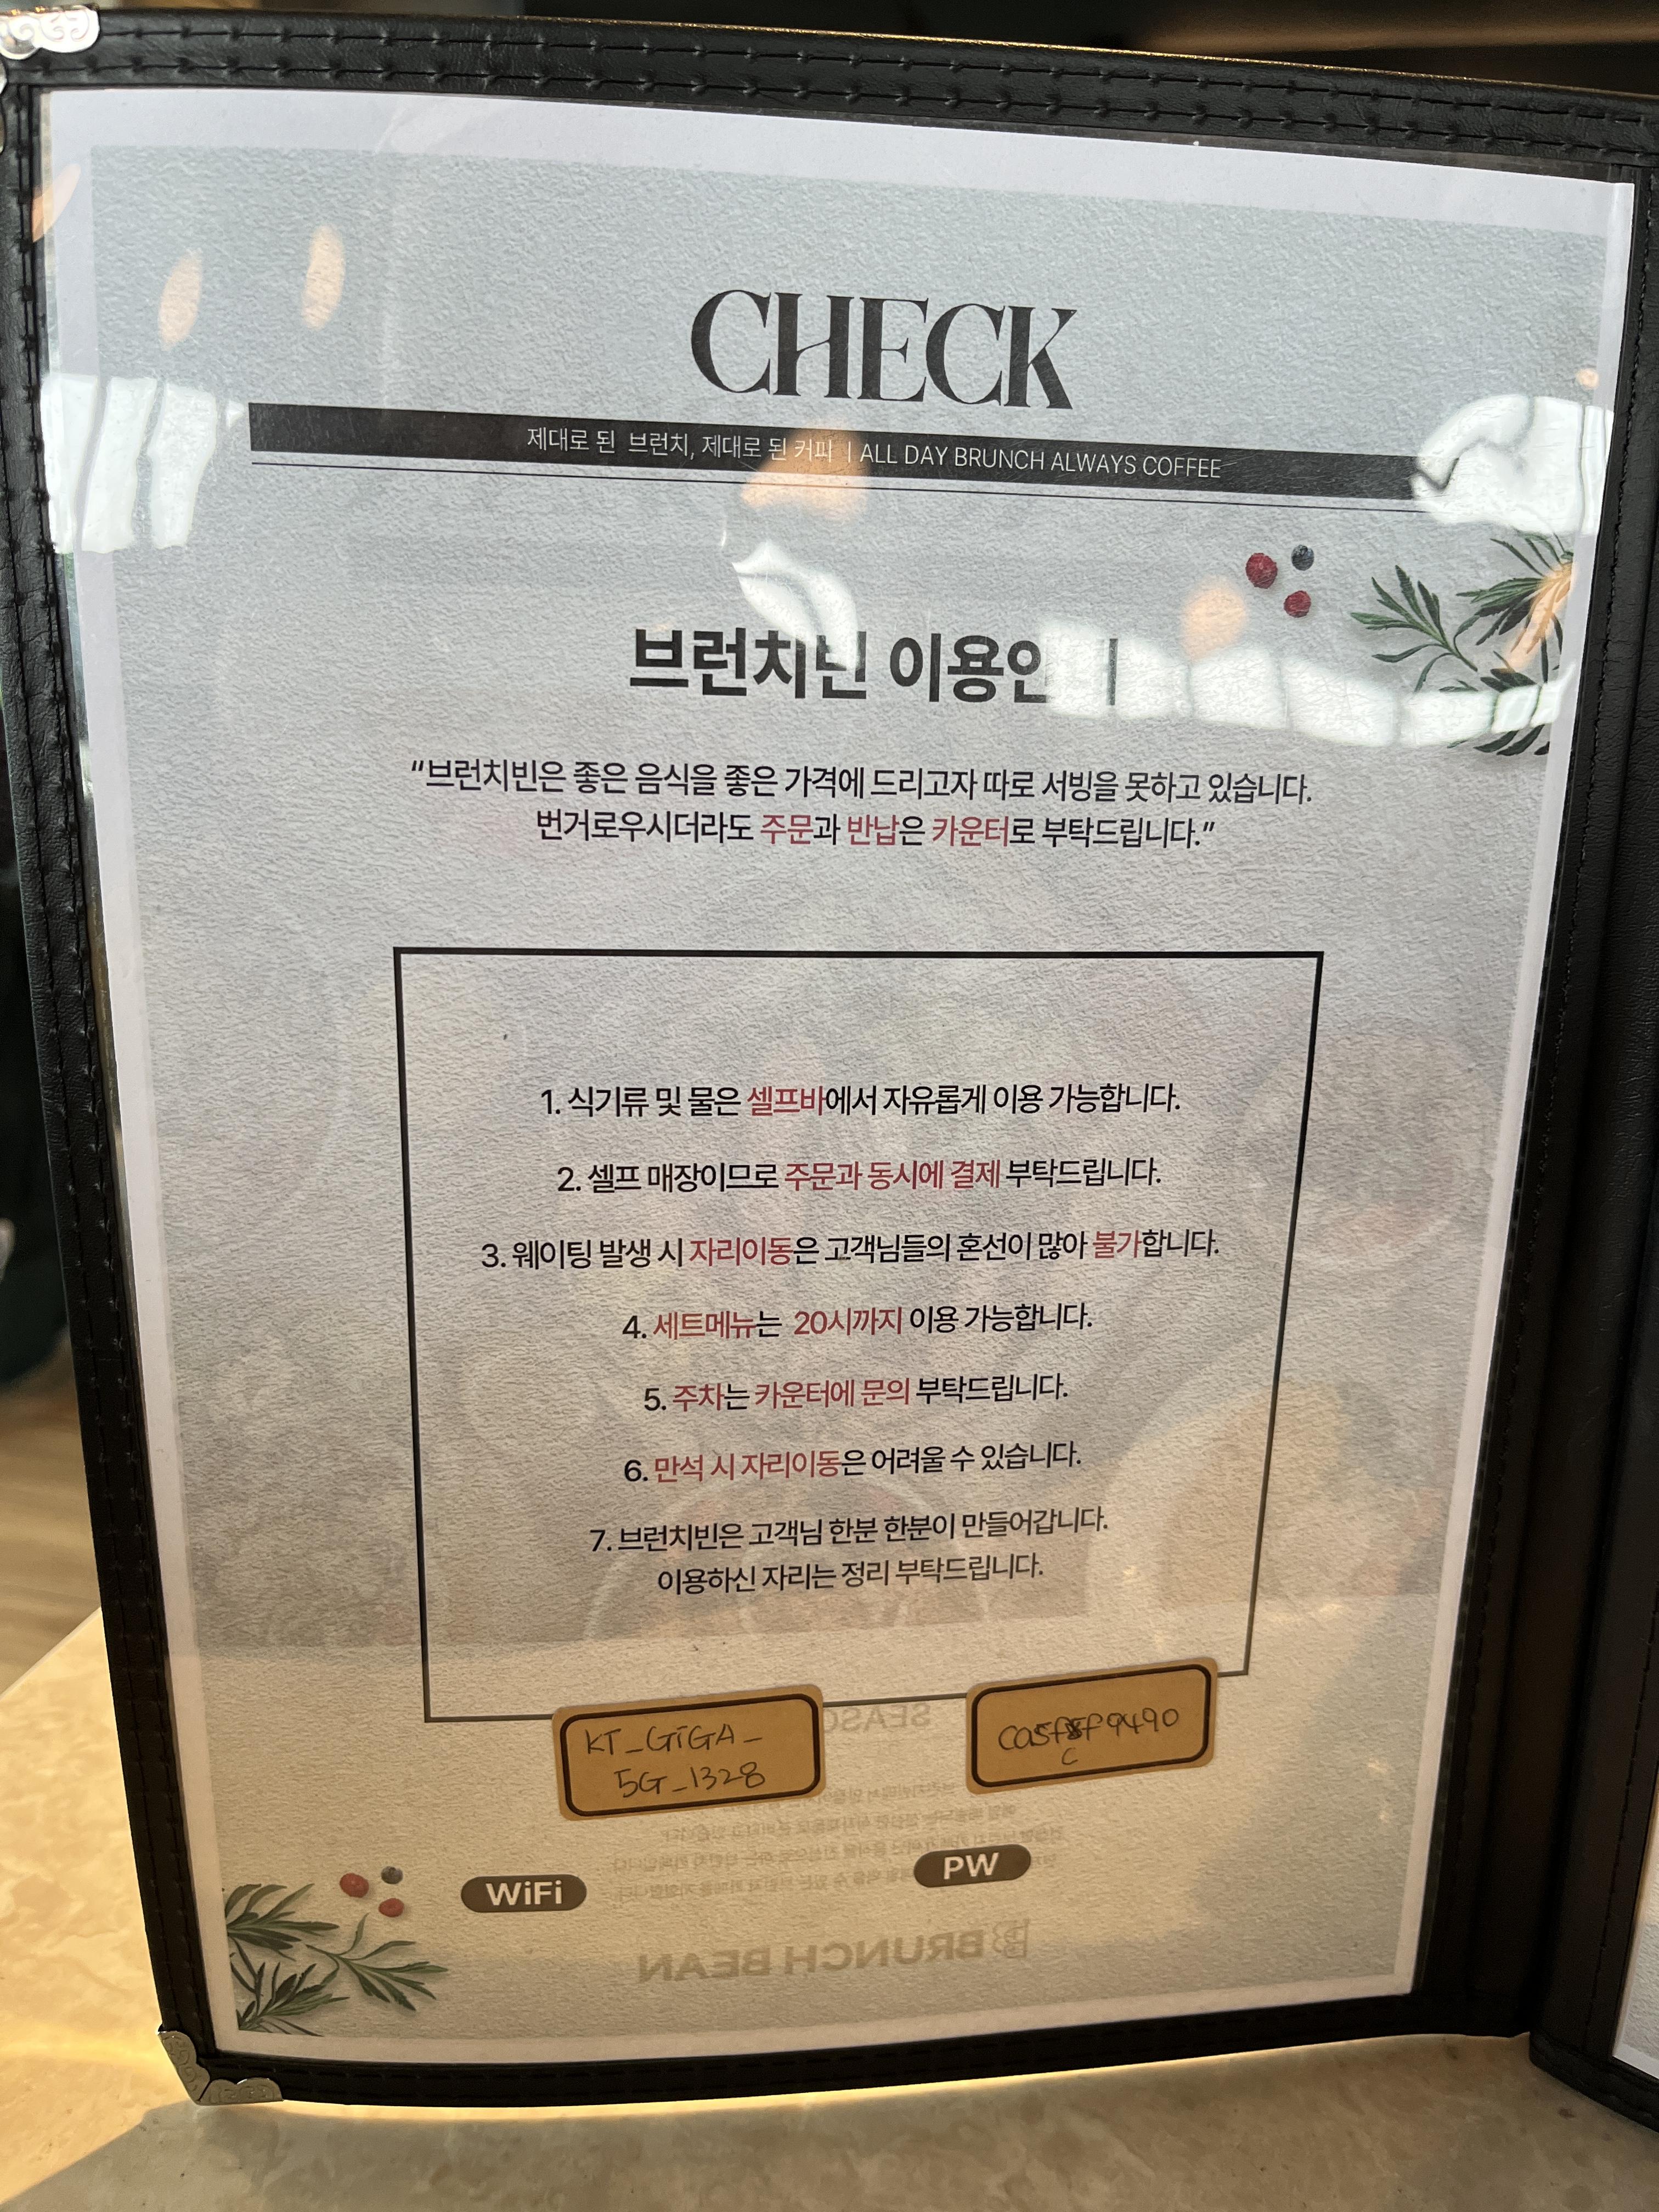 CHECK
제대로 된 브런치, 제대로 된 커피 | ALL DAY BRUNCH ALWAYS COFFEE
브런치빈 이용안내
“브런치빈은 좋은 음식을 좋은 가격에 드리고자 따로 서빙을 못하고 있습니다.
번거로우시더라도 주문과 반납은 카운터로 부탁드립니다.”
1. 식기류 및 물은 셀프바에서 자유롭게 이용 가능합니다.
2. 셀프 매장이므로 주문과 동시에 결제 부탁드립니다.
3. 웨이팅 발생 시 자리이동은 고객님들의 혼선이 많아 불가합니다.
4. 세트메뉴는 20시까지 이용 가능합니다.
5. 주차는 카운터에 문의 부탁드립니다.
6. 만석 시 자리이동은 어려울 수 있습니다.
7. 브런치빈은 고객님 한분 한분이 만들어갑니다.
이용하신 자리는 정리 부탁드립니다.
KT_GiGA_
5G_1328
WiFi
PW
BRUNCH BEAN